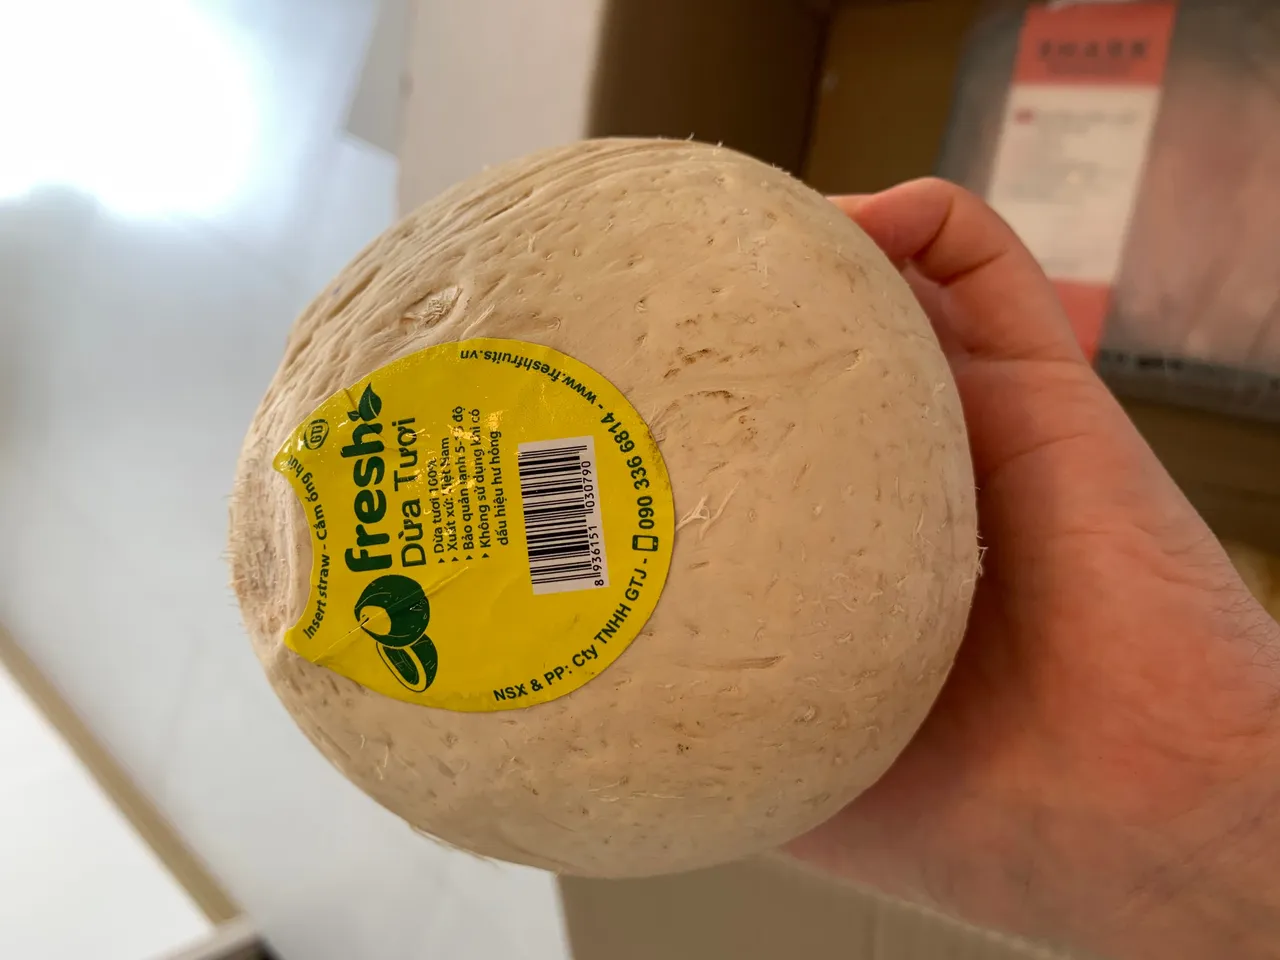 Insert straw - Cắm ống hút
GTJ
fresh
Dừa Tươi
Dừa tươi 100%
Xuất xứ: Việt Nam
Bảo quản lạnh 5- độ
Không sử dụng khi có
dấu hiệu hư hỏng
8 936151 030790
NSX & PP: Cty TNHH GTJ - 090 336 6814 - www.freshfruits.vn